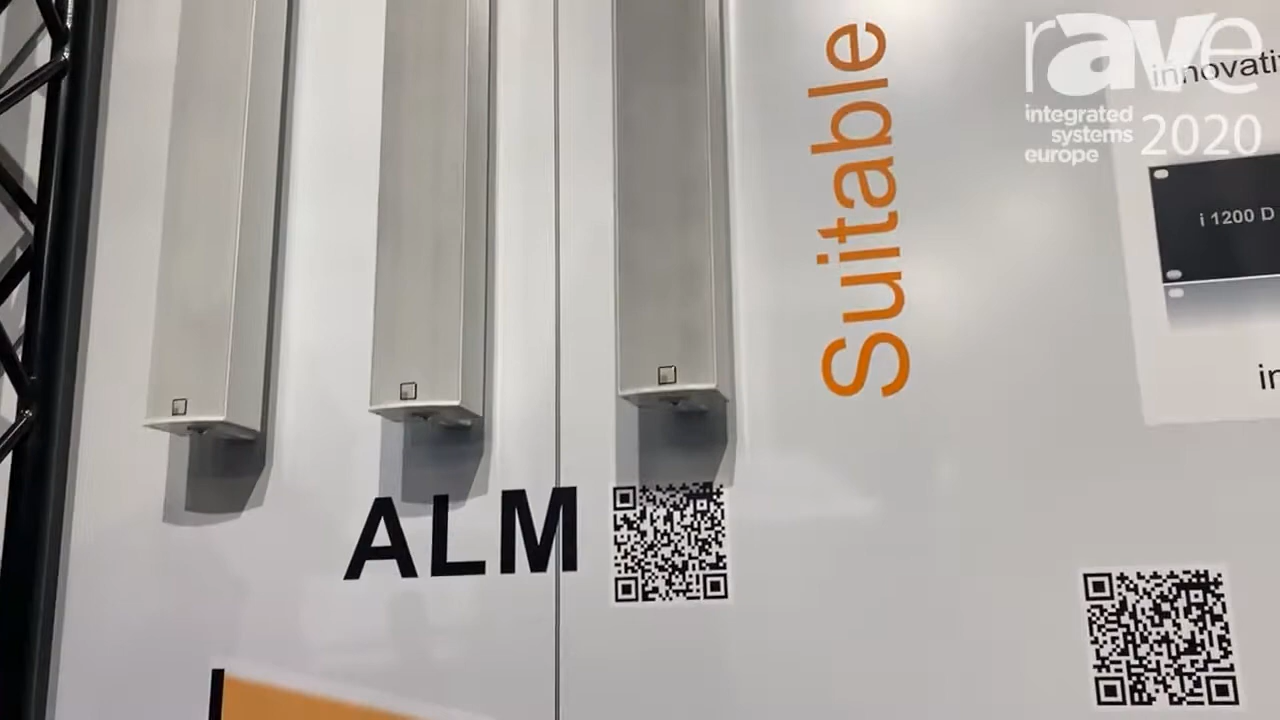 rave
integrated
systems
europe
2020
innovati
Suitable
i 1200 D
in
ALM